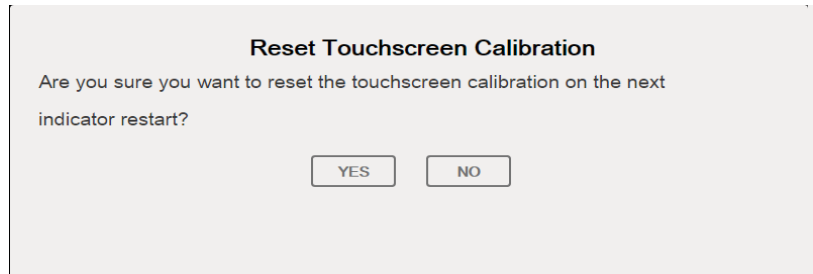 Reset Touchscreen Calibration
Are you sure you want to reset the touchscreen calibration on the next
indicator restart?
YES NO